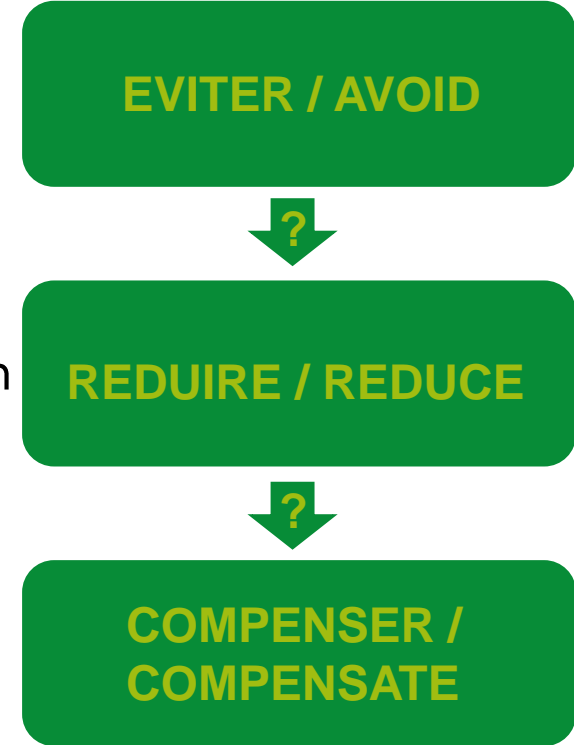 EVITER / AVOID
?
REDUIRE / REDUCE
?
COMPENSER /
COMPENSATE